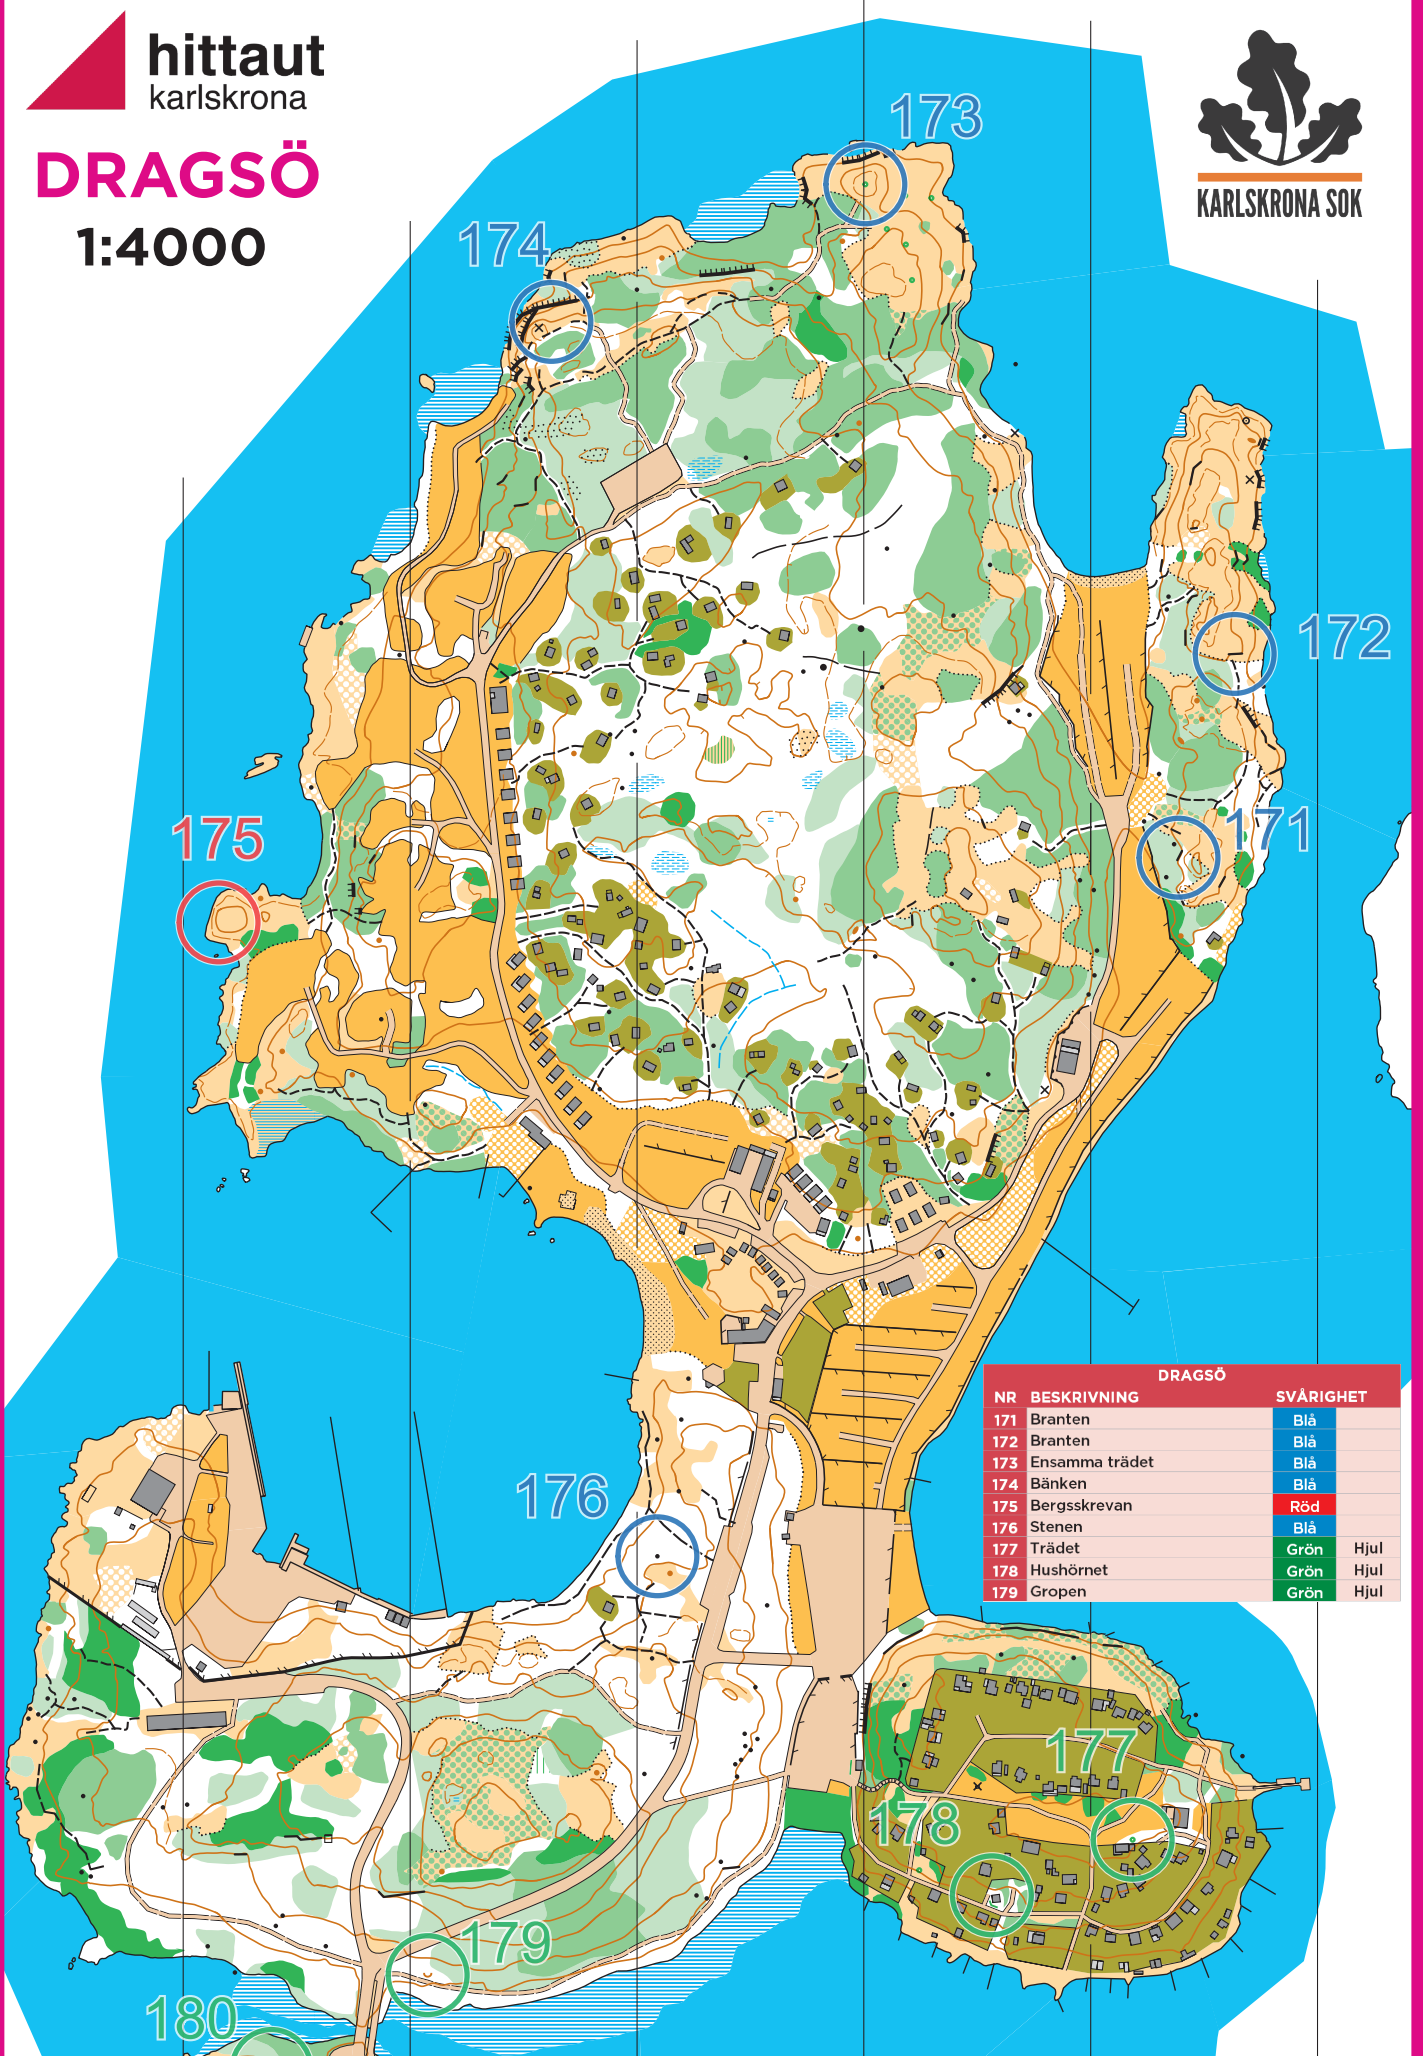 hittaut
karlskrona
DRAGSÖ
1:4000
KARLSKRONA SOK
173
174
172
171
175
176
DRAGSÖ
NR BESKRIVNING SVÅRIGHET
171 Branten Blå
172 Branten Blå
173 Ensamma trädet Blå
174 Bänken Blå
175 Bergsskrevan Röd
176 Stenen Blå
177 Trädet Grön Hjul
178 Hushörnet Grön Hjul
179 Gropen Grön Hjul
177
178
179
180